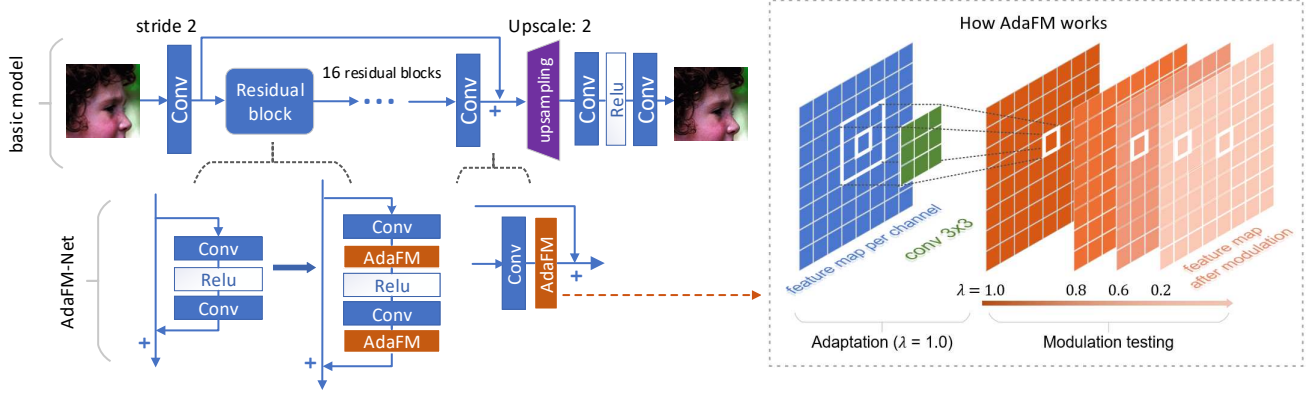 stride 2
Upscale: 2
basic model
Conv
Residual
block
16 residual blocks
Conv
+
upsampling
Conv
Relu
Conv
AdaFM-Net
Conv
Relu
Conv
+
Conv
AdaFM
Relu
Conv
AdaFM
+
Conv
AdaFM
+
How AdaFM works
feature map per channel
conv 3x3
feature map
after modulation
λ = 1.0
0.8
0.6
0.2
Adaptation (λ = 1.0)
Modulation testing